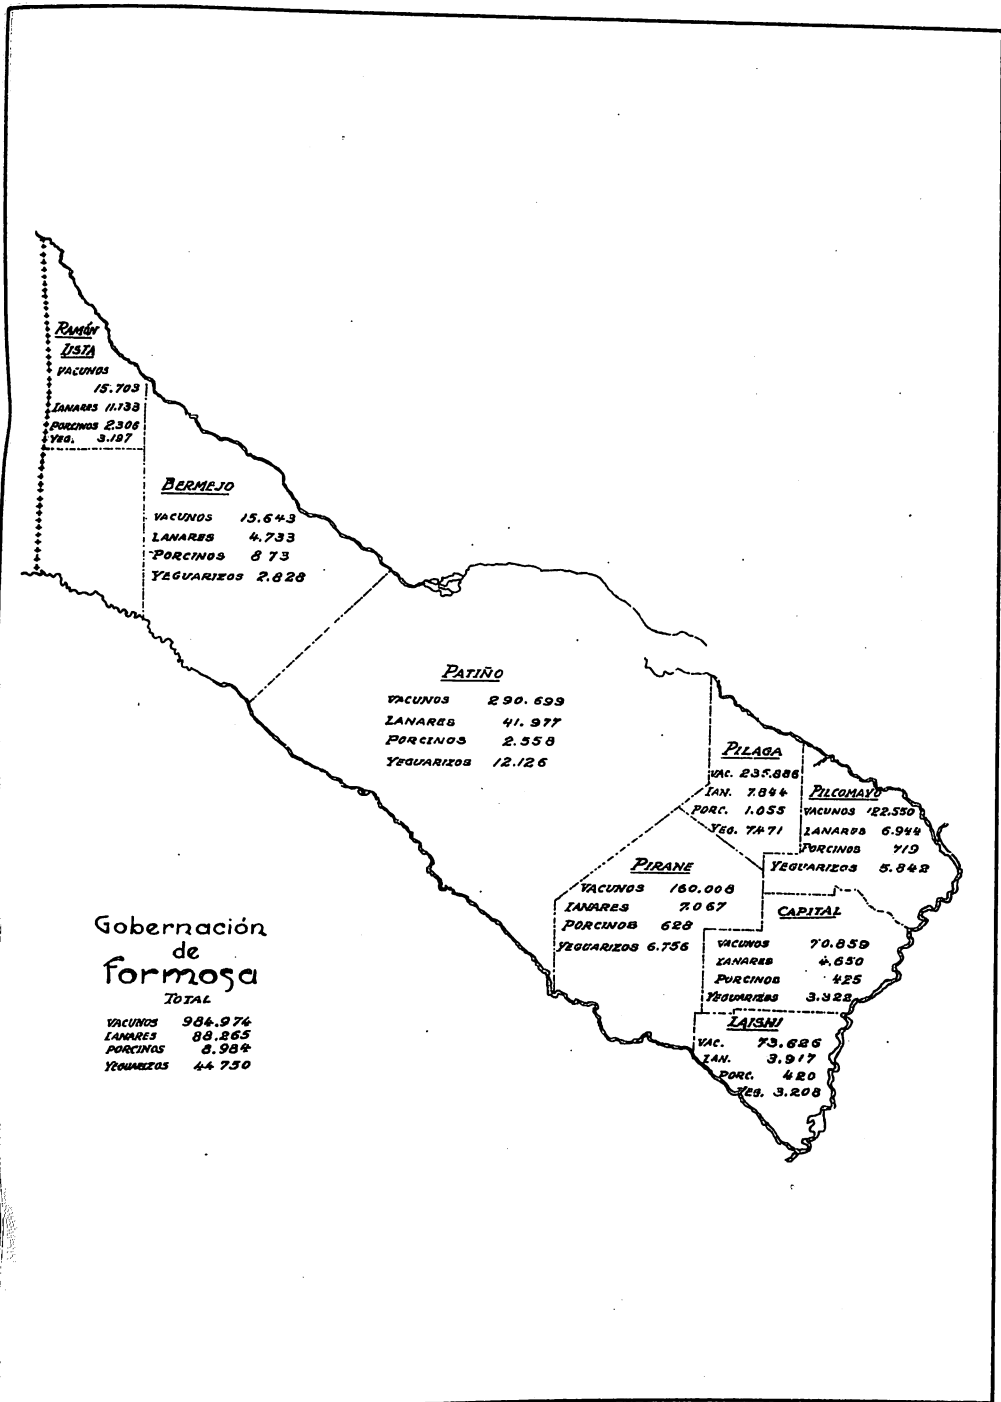 RAMÓN
LISTA
VACUNOS
15.703
LANARES 11.133
PORCINOS 2306
YEG. 3.197
BERMEJO
VACUNOS 15.643
LANARES 4.733
PORCINOS 873
YEGUARIZOS 2.828
PATIÑO
VACUNOS 290.699
LANARES 41.977
PORCINOS 2.558
YEGUARIZOS 12.126
PILAGA
VAC. 235.886
LAN. 7.844
PORC. 1.055
YEG. 7.471
PILCOMAYO
VACUNOS 122.550
LANAROS 6.944
PORCINOS 719
YEGUARIZOS 5.842
PIRANE
VACUNOS 160.008
LANARES 7.067
PORCINOS 628
YEGUARIZOS 6.756
CAPITAL
VACUNOS 70.859
LANARES 4.650
PORCINOS 425
YEGUARIZOS 3.322
LAISHI
VAC. 73.626
LAN. 3.917
PORC. 420
YEG. 3.208
Gobernación
de
Formosa
TOTAL
VACUNOS 984.974
LANARES 88.265
PORCINOS 8.984
YEGUARIZOS 44 750